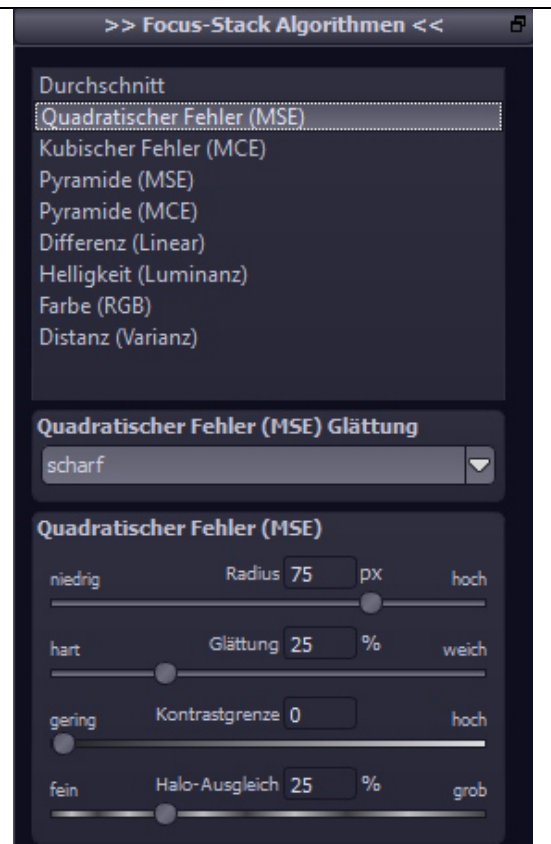 >> Focus-Stack Algorithmen <<
Durchschnitt
Quadratischer Fehler (MSE)
Kubischer Fehler (MCE)
Pyramide (MSE)
Pyramide (MCE)
Differenz (Linear)
Helligkeit (Luminanz)
Farbe (RGB)
Distanz (Varianz)
Quadratischer Fehler (MSE) Glättung
scharf
Quadratischer Fehler (MSE)
niedrig Radius 75 px hoch
hart Glättung 25 % weich
gering Kontrastgrenze 0 hoch
fein Halo-Ausgleich 25 % grob